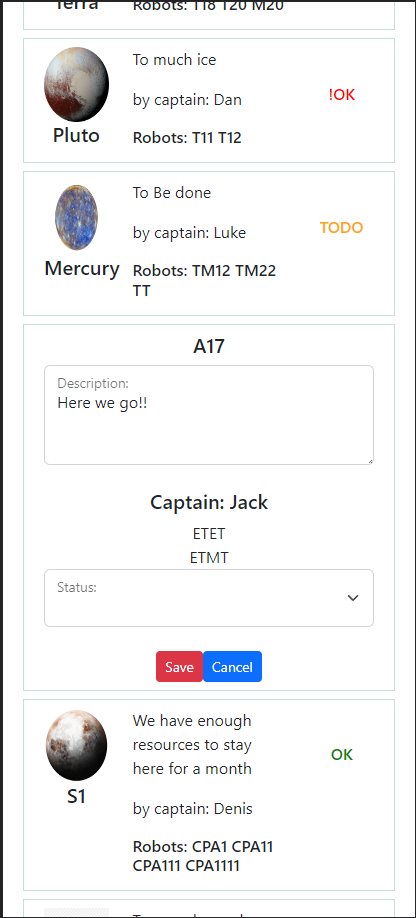 Terra
Robots: T18 T20 M20
To much ice
by captain: Dan
!OK
Pluto
Robots: T11 T12
To Be done
by captain: Luke
TODO
Mercury
Robots: TM12 TM22
TT
A17
Description:
Here we go!!
Captain: Jack
ETET
ETMT
Status:
Save
Cancel
We have enough
resources to stay
here for a month
OK
S1
by captain: Denis
Robots: CPA1 CPA11
CPA111 CPA1111